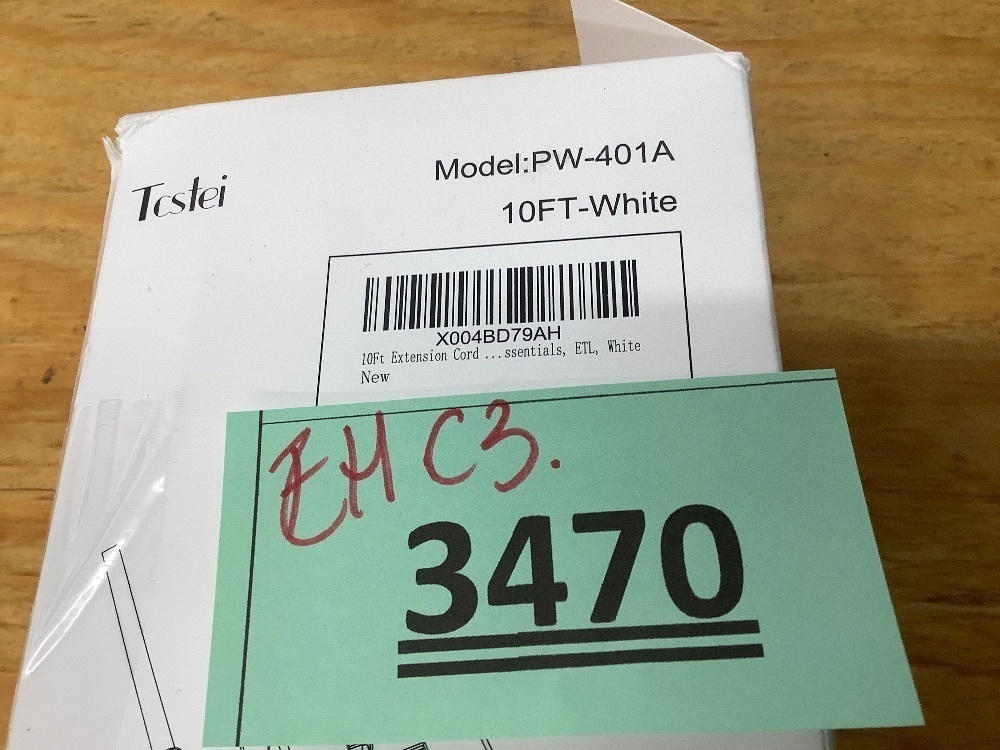 Tcstei
Model:PW-401A
10FT-White
X004BD79AH
10Ft Extension Cord ...ssentials, ETL, White
New
EH C3.
3470